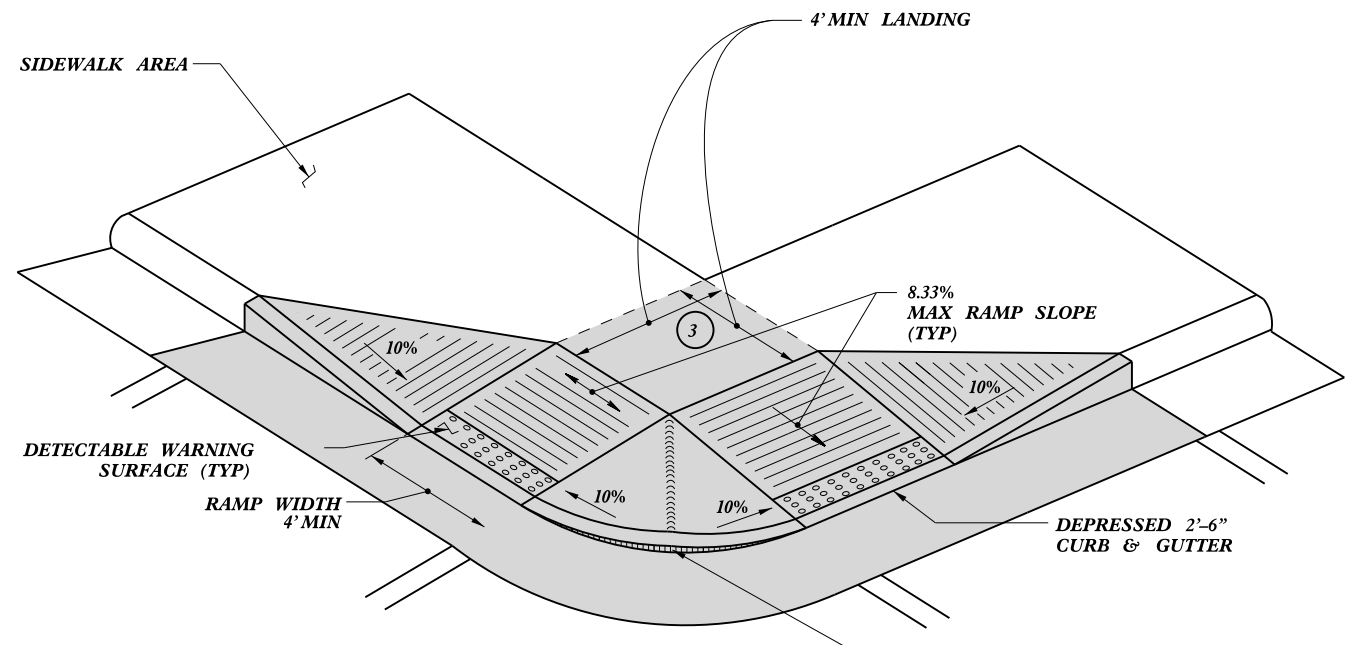 4' MIN LANDING
SIDEWALK AREA
8.33%
MAX RAMP SLOPE
(TYP)
3
10%
10%
DETECTABLE WARNING
SURFACE (TYP)
RAMP WIDTH
4' MIN
10%
10%
DEPRESSED 2'–6”
CURB & GUTTER